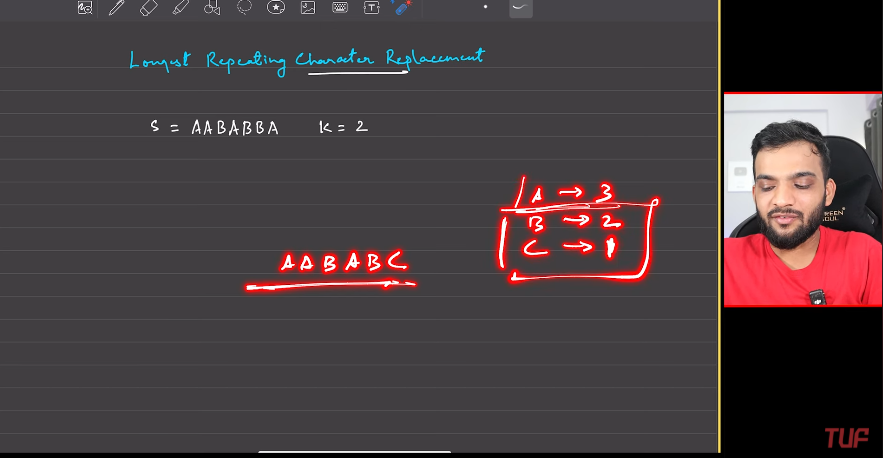 Longest Repeating Character Replacement
S = AABABBA K = 2
A → 3
B → 2
C → 1
AABABC
TUF